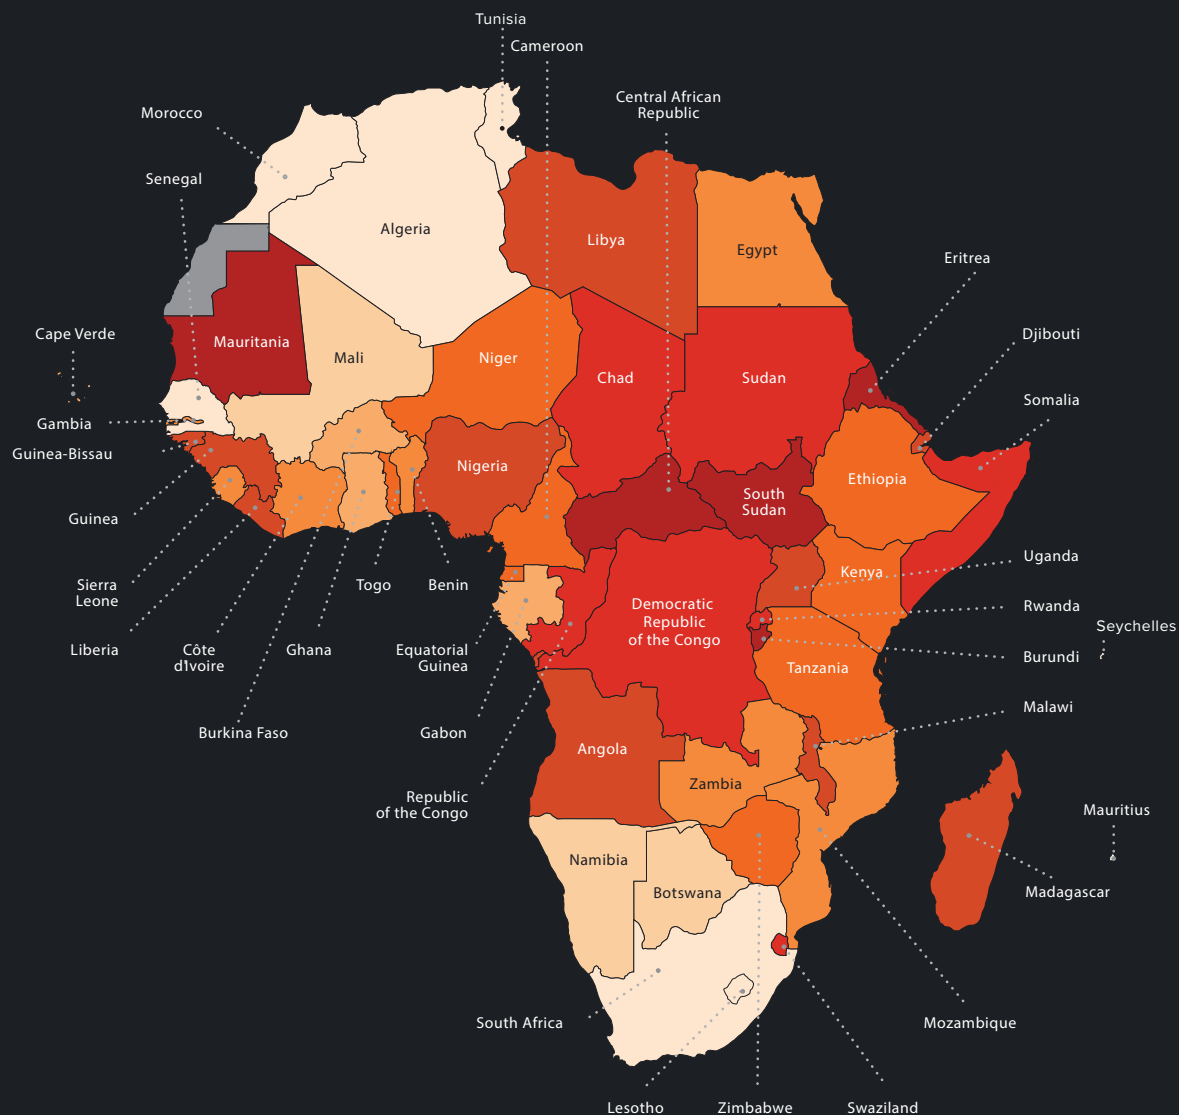 Tunisia
Cameroon
Central African
Republic
Morocco
Senegal
Algeria
Libya
Egypt
Eritrea
Cape Verde
Mauritania
Mali
Niger
Chad
Sudan
Djibouti
Somalia
Gambia
Guinea-Bissau
Nigeria
Ethiopia
South
Sudan
Guinea
Uganda
Kenya
Sierra
Leone
Togo
Benin
Democratic
Republic
of the Congo
Rwanda
Seychelles
Liberia
Côte
d'Ivoire
Ghana
Equatorial
Guinea
Burundi
Tanzania
Malawi
Burkina Faso
Gabon
Angola
Zambia
Republic
of the Congo
Mauritius
Namibia
Botswana
Madagascar
South Africa
Mozambique
Lesotho
Zimbabwe
Swaziland